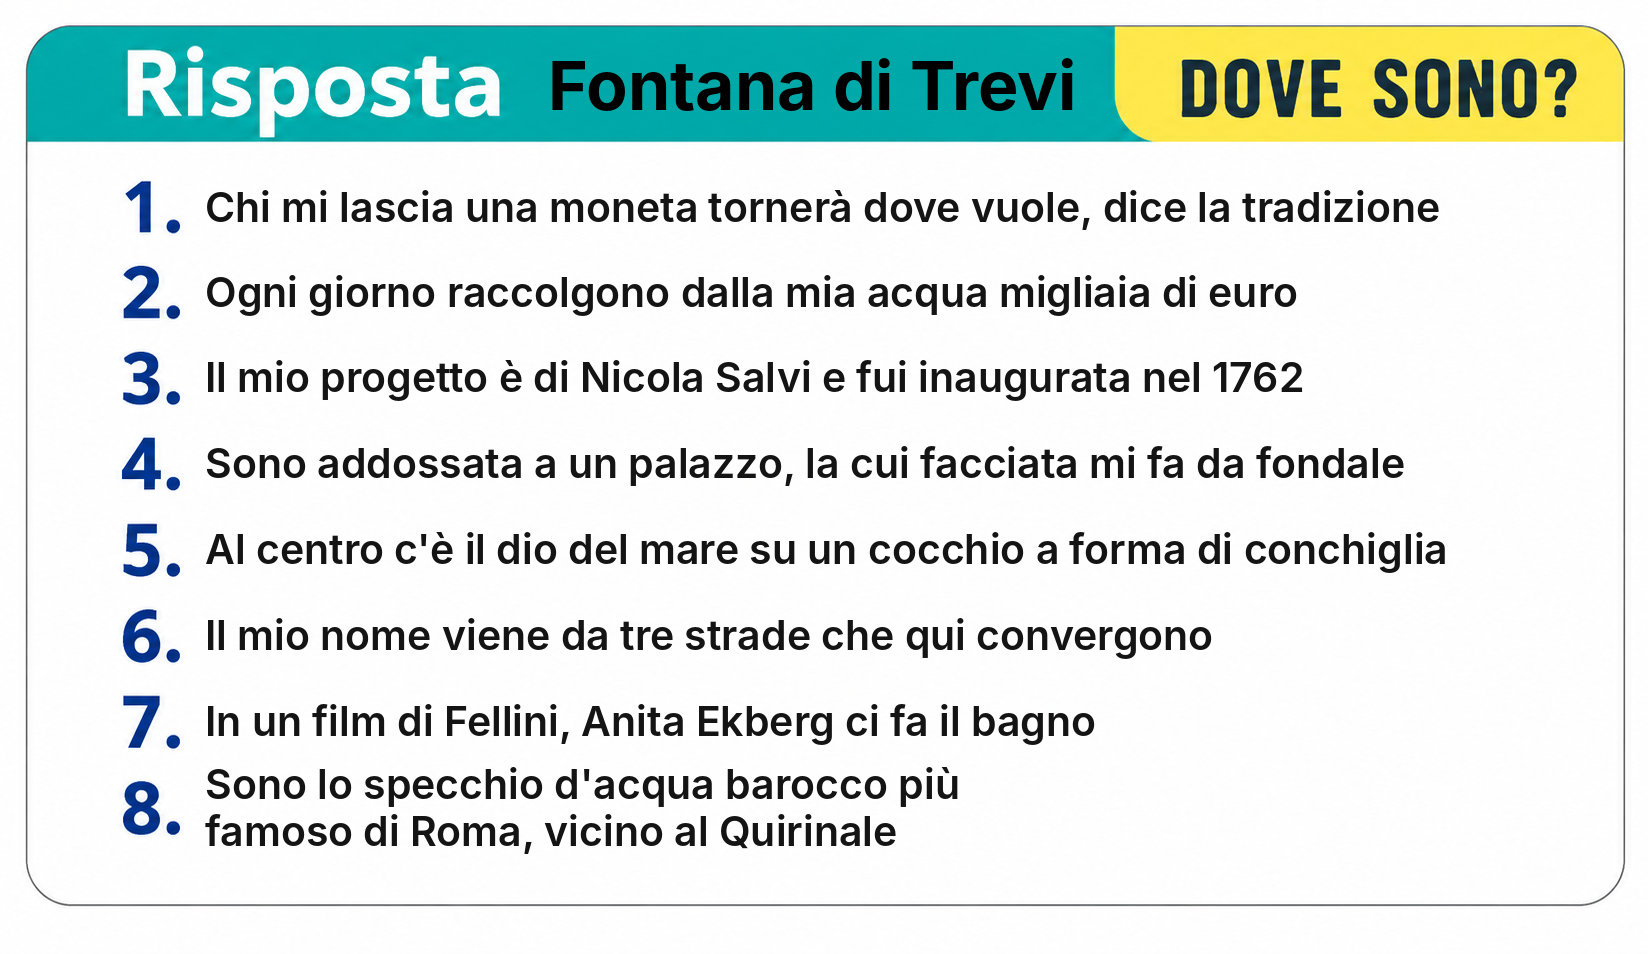 Risposta Fontana di Trevi DOVE SONO?
1. Chi mi lascia una moneta tornerà dove vuole, dice la tradizione
2. Ogni giorno raccolgono dalla mia acqua migliaia di euro
3. Il mio progetto è di Nicola Salvi e fui inaugurata nel 1762
4. Sono addossata a un palazzo, la cui facciata mi fa da fondale
5. Al centro c'è il dio del mare su un cocchio a forma di conchiglia
6. Il mio nome viene da tre strade che qui convergono
7. In un film di Fellini, Anita Ekberg ci fa il bagno
8. Sono lo specchio d'acqua barocco più
famoso di Roma, vicino al Quirinale